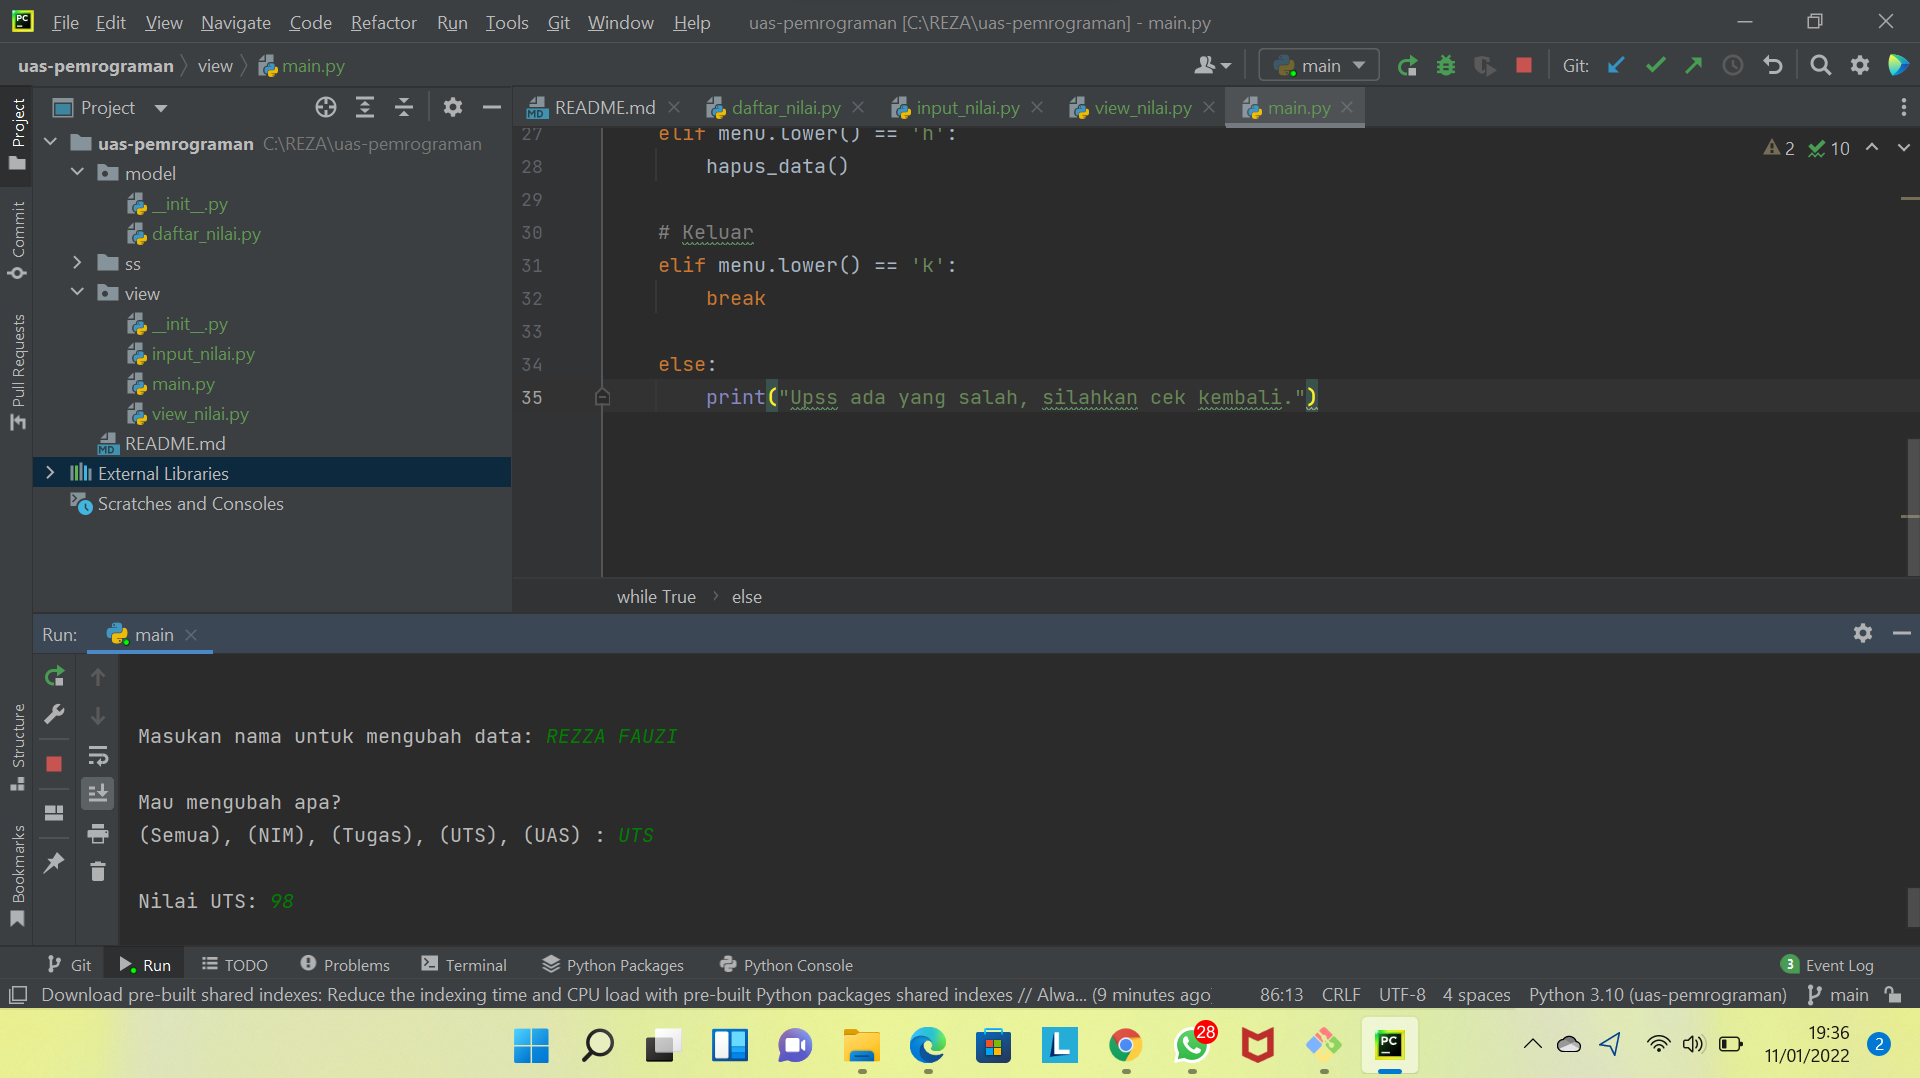 File Edit View Navigate Code Refactor Run Tools Git Window Help uas-pemrograman [C:\REZA\uas-pemrograman] - main.py
uas-pemrograman view main.py main Git:
Project
README.md daftar_nilai.py input_nilai.py view_nilai.py main.py
Project
Commit
Pull Requests
Structure
Bookmarks
uas-pemrograman C:\REZA\uas-pemrograman
model
__init__.py
daftar_nilai.py
ss
view
__init__.py
input_nilai.py
main.py
view_nilai.py
README.md
External Libraries
Scratches and Consoles
2 10
27 elif menu.lower() == 'h':
28 hapus_data()
29
30 # Keluar
31 elif menu.lower() == 'k':
32 break
33
34 else:
35 print("Upss ada yang salah, silahkan cek kembali.")
while True else
Run: main
Masukan nama untuk mengubah data: REZZA FAUZI
Mau mengubah apa?
(Semua), (NIM), (Tugas), (UTS), (UAS) : UTS
Nilai UTS: 98
Git Run TODO Problems Terminal Python Packages Python Console 3 Event Log
Download pre-built shared indexes: Reduce the indexing time and CPU load with pre-built Python packages shared indexes // Alwa... (9 minutes ago) 86:13 CRLF UTF-8 4 spaces Python 3.10 (uas-pemrograman) main
28
19:36
11/01/2022
2